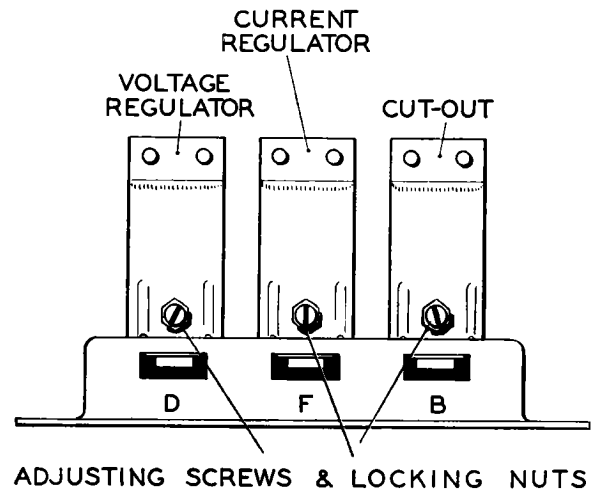 CURRENT
REGULATOR
VOLTAGE
REGULATOR
CUT-OUT
D F B
ADJUSTING SCREWS & LOCKING NUTS